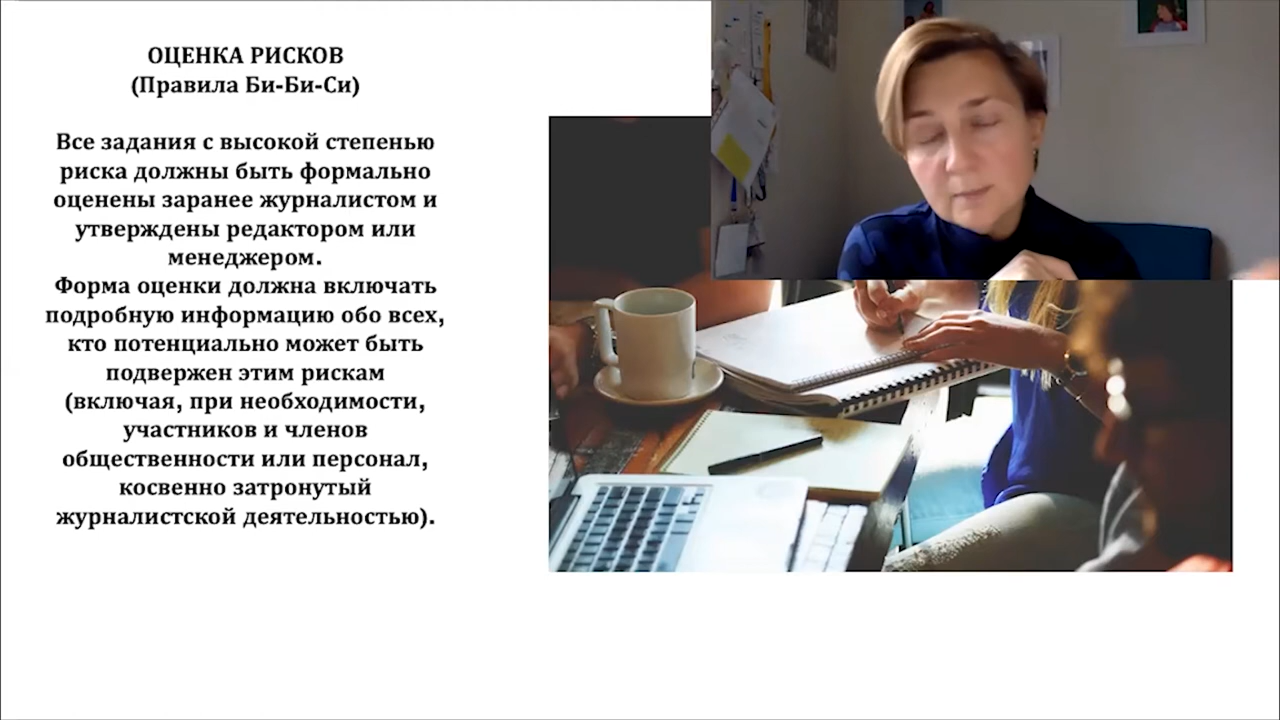 ОЦЕНКА РИСКОВ
(Правила Би-Би-Си)
Все задания с высокой степенью
риска должны быть формально
оценены заранее журналистом и
утверждены редактором или
менеджером.
Форма оценки должна включать
подробную информацию обо всех,
кто потенциально может быть
подвержен этим рискам
(включая, при необходимости,
участников и членов
общественности или персонал,
косвенно затронутый
журналистской деятельностью).